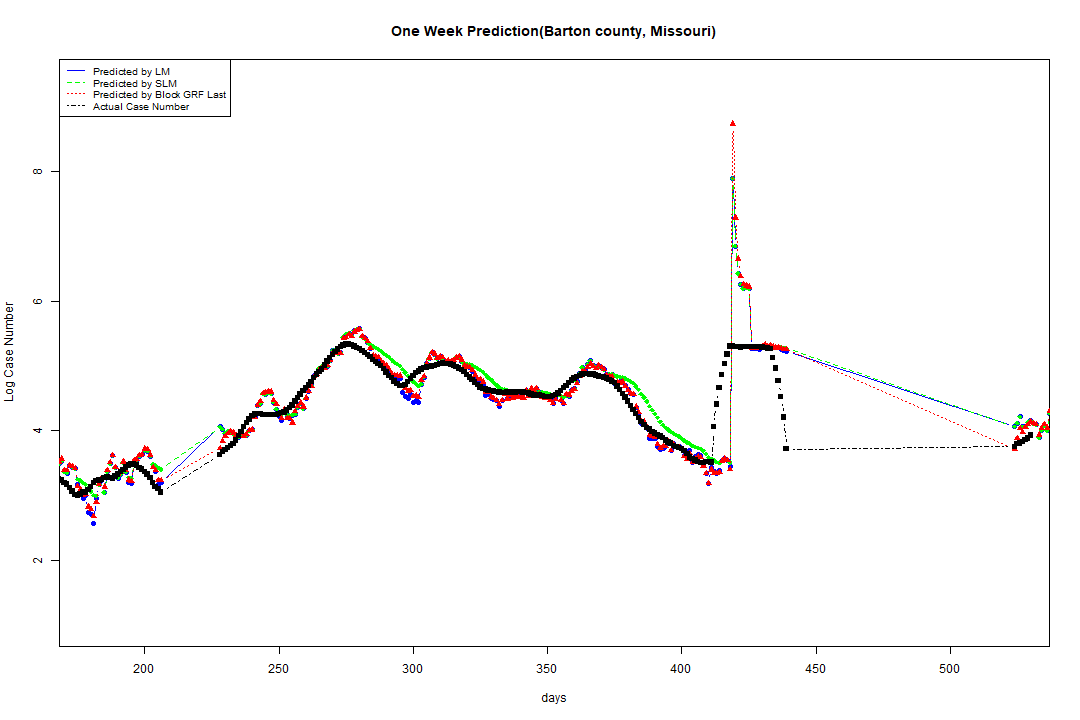 One Week Prediction(Barton county, Missouri)
Predicted by LM
Predicted by SLM
Predicted by Block GRF Last
Actual Case Number
Log Case Number
8
6
4
2
200 250 300 350 400 450 500
days